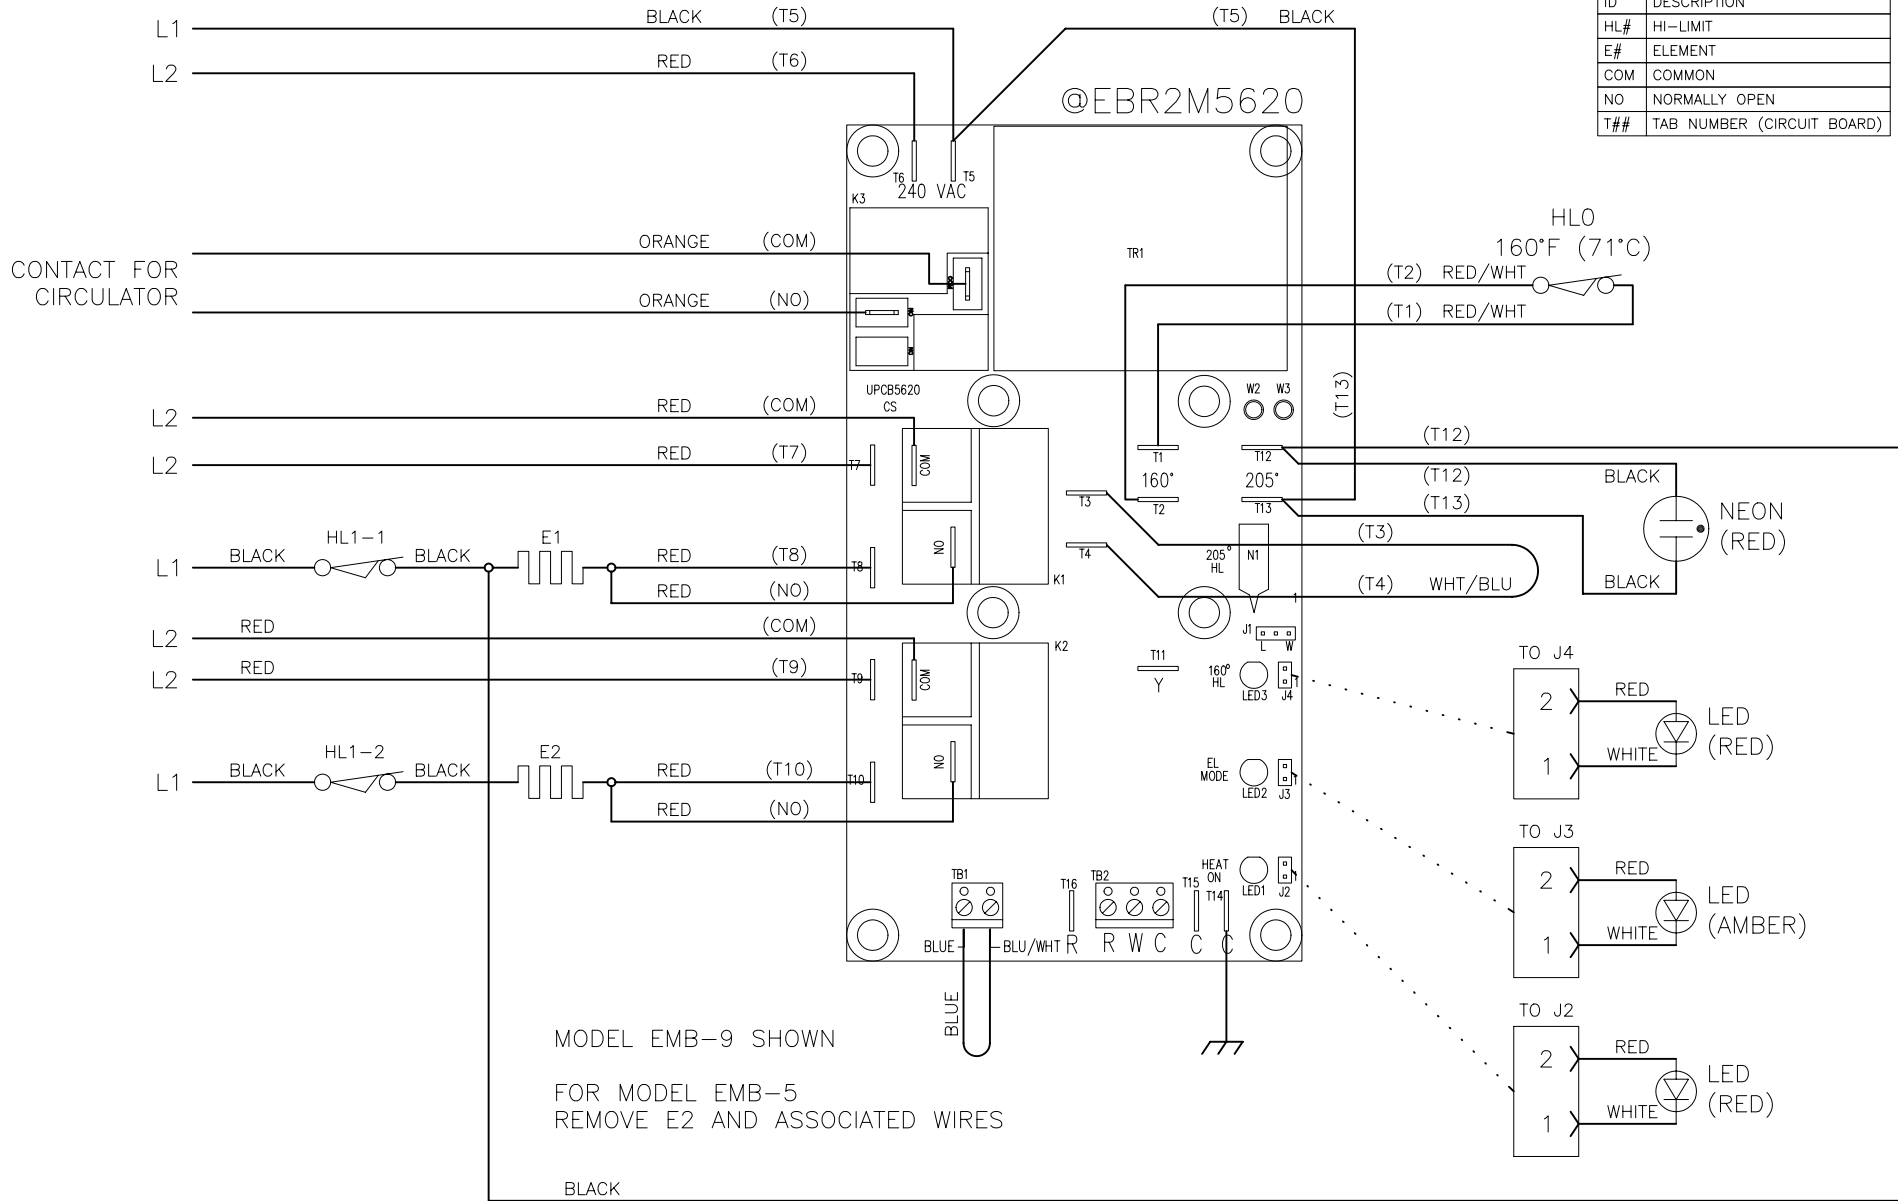 ID DESCRIPTION
HL# HI-LIMIT
E# ELEMENT
COM COMMON
NO NORMALLY OPEN
T## TAB NUMBER (CIRCUIT BOARD)
L1 BLACK (T5)
(T5) BLACK
L2 RED (T6)
@EBR2M5620
T6 T5
240 VAC
K3
TR1
CONTACT FOR
CIRCULATOR
ORANGE (COM)
ORANGE (NO)
COM
NO
HL0
160°F (71°C)
(T2) RED/WHT
(T1) RED/WHT
(T13)
UPCB5620
CS
W2 W3
L2 RED (COM)
L2 RED (T7)
T7 COM
T1 T12
160° 205°
T2 T13
T3
T4
(T12)
(T12) BLACK
(T13)
NEON
(RED)
BLACK
(T3)
(T4) WHT/BLU
HL1-1 E1
L1 BLACK BLACK RED (T8)
RED (NO)
T8 NO
K1
205°
HL
N1
1
J1
L W
L2 RED (COM)
L2 RED (T9)
T9 COM
K2
T11
Y
160°
HL
LED3 J4
1
HL1-2 E2
L1 BLACK BLACK RED (T10)
RED (NO)
T10 NO
EL
MODE
LED2 J3
1
HEAT
ON
LED1 J2
1
TB1 T16 TB2 T15 T14
BLUE BLU/WHT R R W C C C
BLUE
TO J4
2 RED
1 WHITE
LED
(RED)
TO J3
2 RED
1 WHITE
LED
(AMBER)
TO J2
2 RED
1 WHITE
LED
(RED)
MODEL EMB-9 SHOWN
FOR MODEL EMB-5
REMOVE E2 AND ASSOCIATED WIRES
BLACK